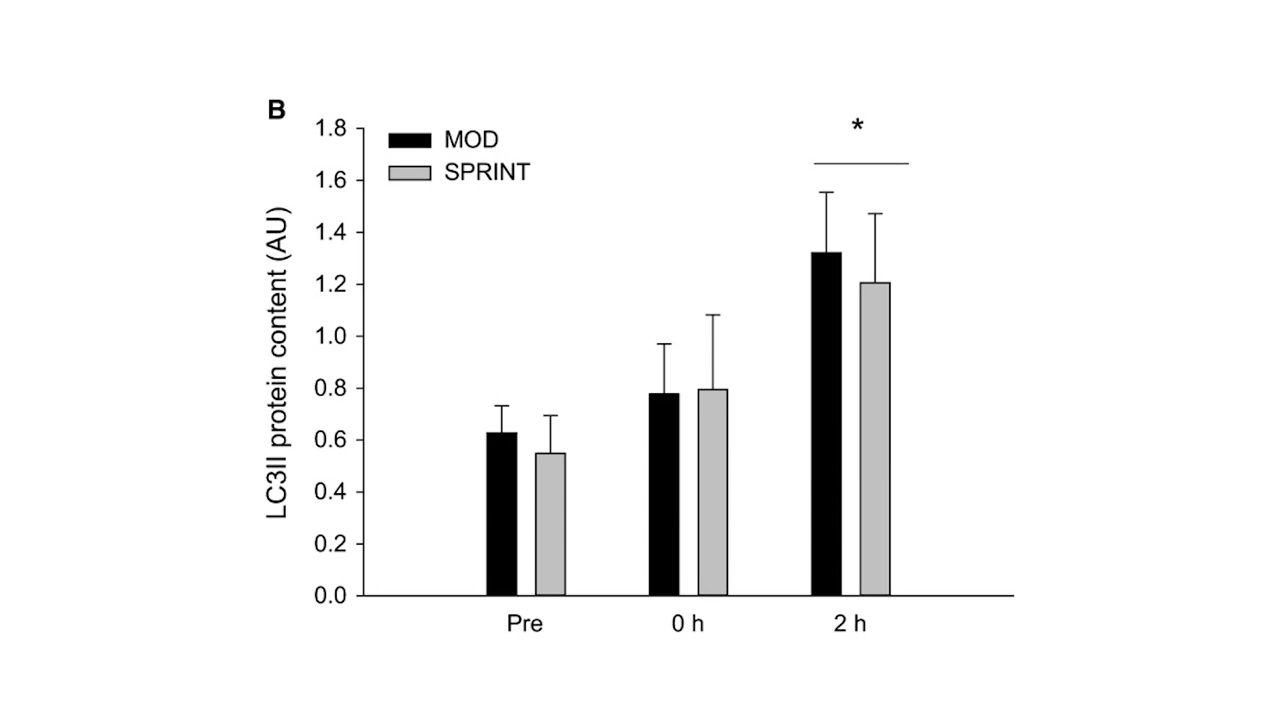 B
1.8
1.6
1.4
1.2
1.0
0.8
0.6
0.4
0.2
0.0
LC3II protein content (AU)
MOD
SPRINT
*
Pre
0 h
2 h